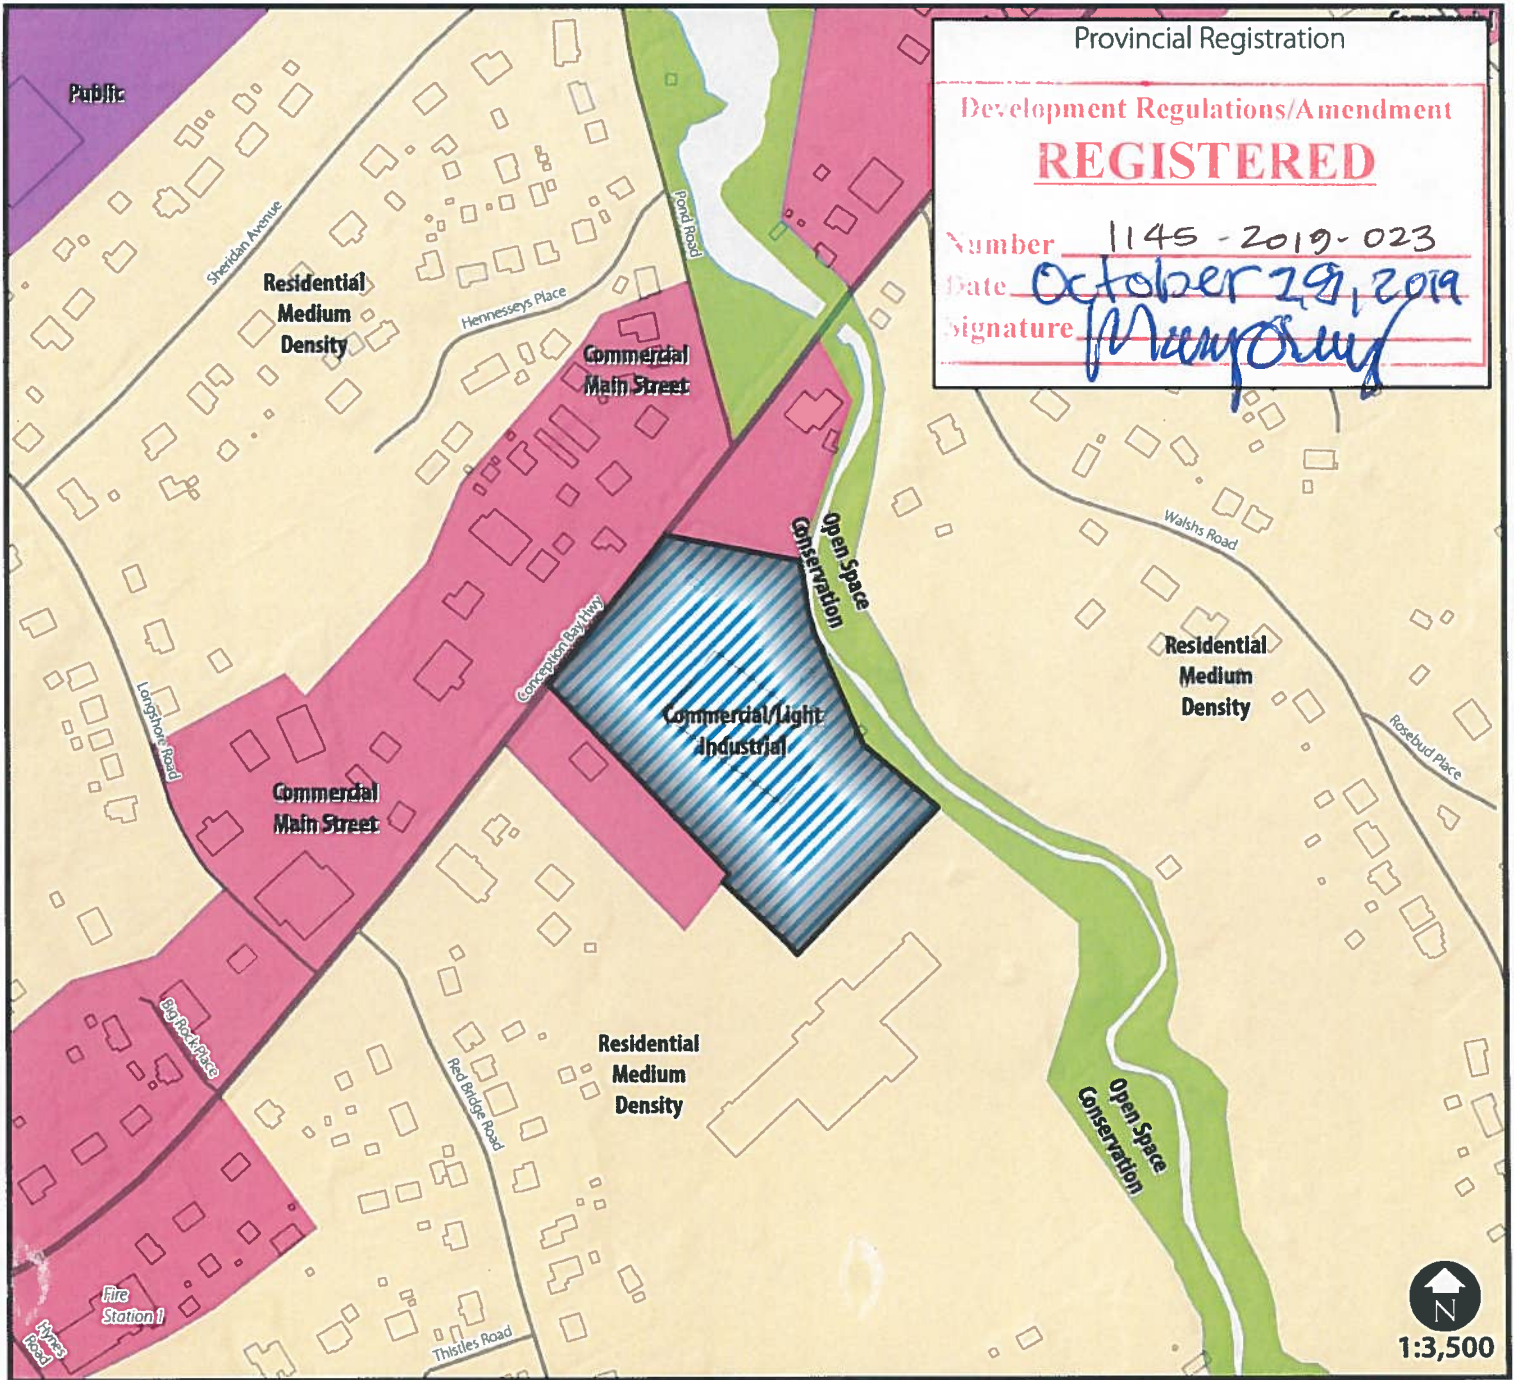 Provincial Registration
Development Regulations/Amendment
REGISTERED
Number 1145-2019-023
Date October 29, 2019
Signature
Public
Sheridan Avenue
Residential
Medium
Density
Hennesseys Place
Pond Road
Commercial
Main Street
Conception Bay Hwy
Open Space
Conservation
Walshs Road
Residential
Medium
Density
Rosebud Place
Longshore Road
Commercial/Light
Industrial
Commercial
Main Street
Big Rock Place
Red Bridge Road
Residential
Medium
Density
Open Space
Conservation
Fire
Station 1
Hynes
Road
Thistles Road
N
1:3,500